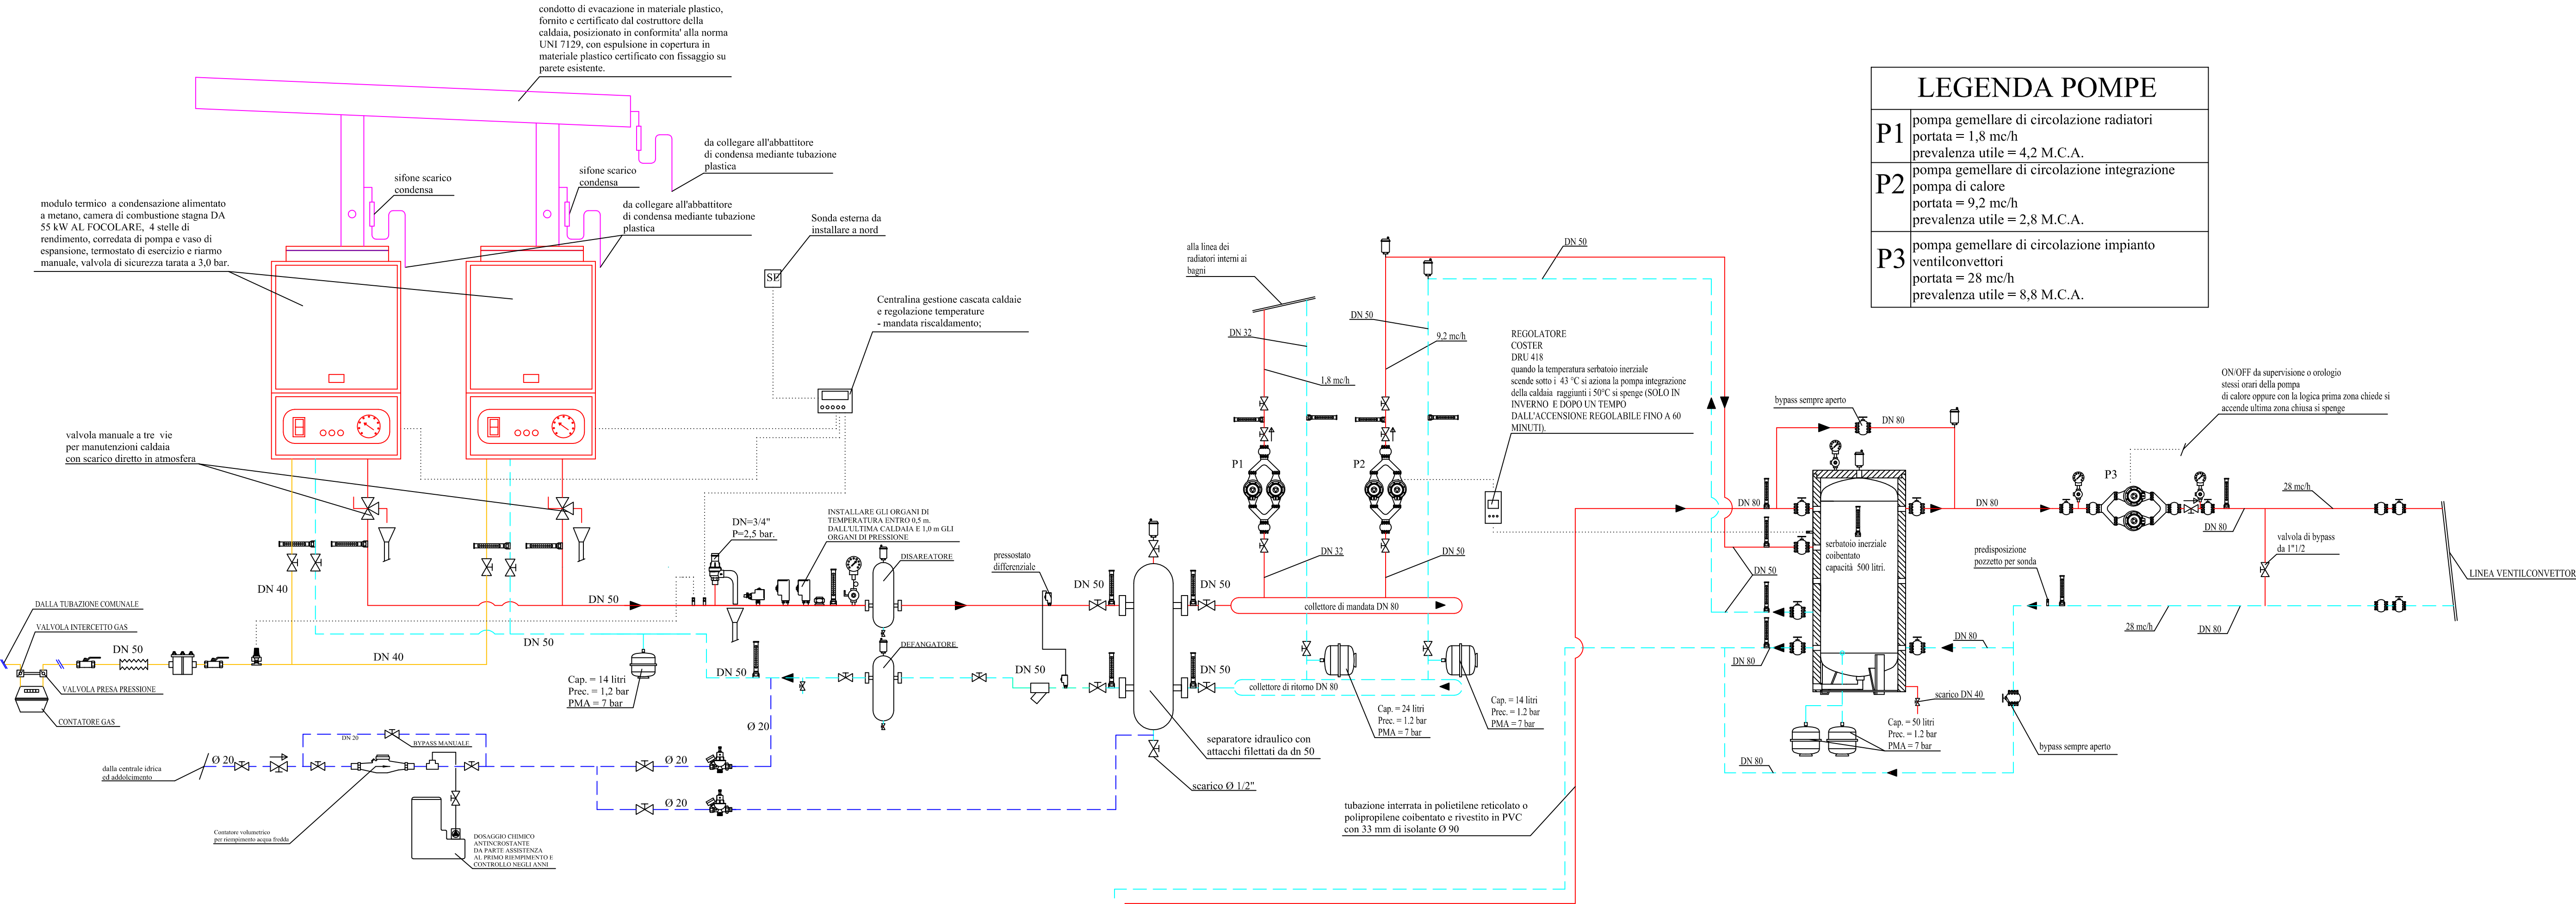 condotto di evacazione in materiale plastico,
fornito e certificato dal costruttore della
caldaia, posizionato in conformita' alla norma
UNI 7129, con espulsione in copertura in
materiale plastico certificato con fissaggio su
parete esistente.
LEGENDA POMPE
P1
pompa gemellare di circolazione radiatori
portata = 1,8 mc/h
prevalenza utile = 4,2 M.C.A.
P2
pompa gemellare di circolazione integrazione
pompa di calore
portata = 9,2 mc/h
prevalenza utile = 2,8 M.C.A.
P3
pompa gemellare di circolazione impianto
ventilconvettori
portata = 28 mc/h
prevalenza utile = 8,8 M.C.A.
da collegare all'abbattitore
di condensa mediante tubazione
plastica
sifone scarico
condensa
sifone scarico
condensa
modulo termico a condensazione alimentato
a metano, camera di combustione stagna DA
55 kW AL FOCOLARE, 4 stelle di
rendimento, corredata di pompa e vaso di
espansione, termostato di esercizio e riarmo
manuale, valvola di sicurezza tarata a 3,0 bar.
da collegare all'abbattitore
di condensa mediante tubazione
plastica
Sonda esterna da
installare a nord
SE
Centralina gestione cascata caldaie
e regolazione temperature
- mandata riscaldamento;
alla linea dei
radiatori interni ai
bagni
DN 50
DN 32
DN 50
9,2 mc/h
1,8 mc/h
REGOLATORE
COSTER
DRU 418
quando la temperatura serbatoio inerziale
scende sotto i 43 °C si aziona la pompa integrazione
della caldaia raggiunti i 50°C si spenge (SOLO IN
INVERNO E DOPO UN TEMPO
DALL'ACCENSIONE REGOLABILE FINO A 60
MINUTI).
ON/OFF da supervisione o orologio
stessi orari della pompa
di calore oppure con la logica prima zona chiede si
accende ultima zona chiusa si spenge
bypass sempre aperto
DN 80
valvola manuale a tre vie
per manutenzioni caldaia
con scarico diretto in atmosfera
P1
P2
P3
DN 80
DN 80
DN 80
28 mc/h
DN 80
INSTALLARE GLI ORGANI DI
TEMPERATURA ENTRO 0,5 m.
DALL'ULTIMA CALDAIA E 1,0 m GLI
ORGANI DI PRESSIONE
DN=3/4"
P=2,5 bar.
DISAREATORE
pressostato
differenziale
DN 32
DN 50
DN 50
serbatoio inerziale
coibentato
capacità 500 litri.
predisposizione
pozzetto per sonda
valvola di bypass
da 1"1/2
LINEA VENTILCONVETTOR
DN 40
DN 50
DN 50
DN 50
collettore di mandata DN 80
DALLA TUBAZIONE COMUNALE
VALVOLA INTERCETTO GAS
DN 50
DN 40
DN 50
DEFANGATORE
28 mc/h
DN 80
DN 80
DN 80
VALVOLA PRESA PRESSIONE
CONTATORE GAS
Cap. = 14 litri
Prec. = 1,2 bar
PMA = 7 bar
DN 50
DN 50
DN 50
DN 50
collettore di ritorno DN 80
Cap. = 24 litri
Prec. = 1.2 bar
PMA = 7 bar
Cap. = 14 litri
Prec. = 1.2 bar
PMA = 7 bar
scarico DN 40
Cap. = 50 litri
Prec. = 1.2 bar
PMA = 7 bar
bypass sempre aperto
DN 80
Ø 20
DN 20
BYPASS MANUALE
dalla centrale idrica
ed addolcimento
Ø 20
Ø 20
Ø 20
separatore idraulico con
attacchi filettati da dn 50
scarico Ø 1/2"
Contatore volumetrico
per riempimento acqua fredda
DOSAGGIO CHIMICO
ANTINCROSTANTE
DA PARTE ASSISTENZA
AL PRIMO RIEMPIMENTO E
CONTROLLO NEGLI ANNI
tubazione interrata in polietilene reticolato o
polipropilene coibentato e rivestito in PVC
con 33 mm di isolante Ø 90